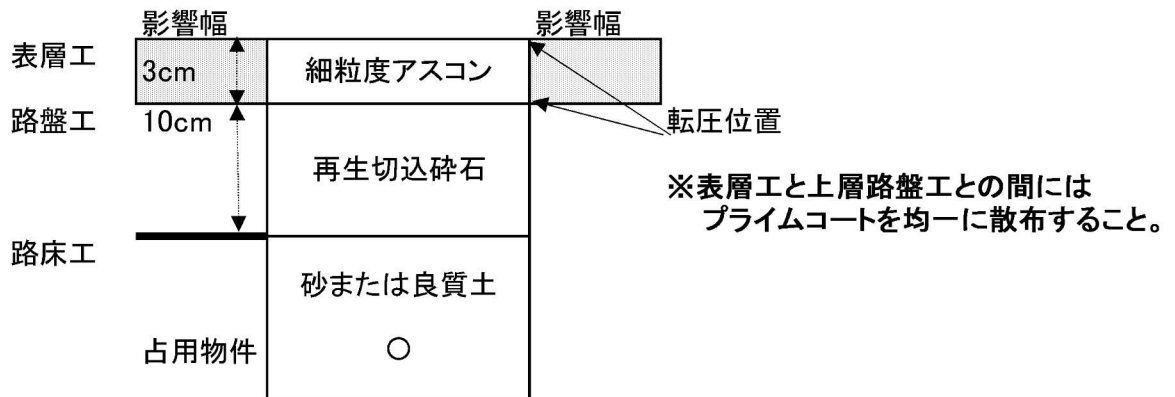 影響幅
影響幅
表層工
3cm
細粒度アスコン
路盤工
10cm
転圧位置
再生切込砕石
※表層工と上層路盤工との間には
プライムコートを均一に散布すること。
路床工
砂または良質土
占用物件